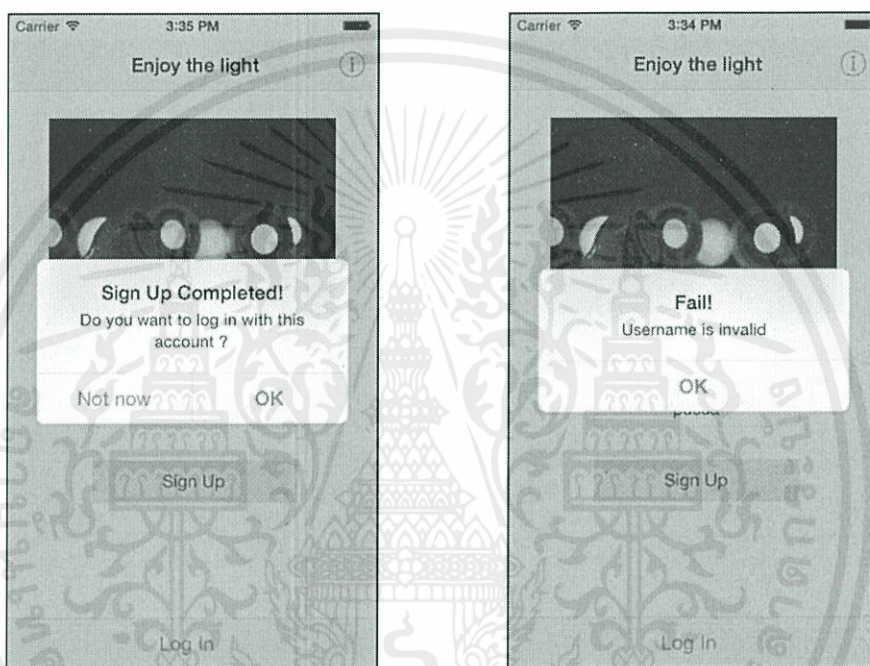 Carrier 3:35 PM
Enjoy the light
Sign Up Completed!
Do you want to log in with this
account ?
Not now OK
Sign Up
Log In
Carrier 3:34 PM
Enjoy the light
Fail!
Username is invalid
OK
Sign Up
Log In